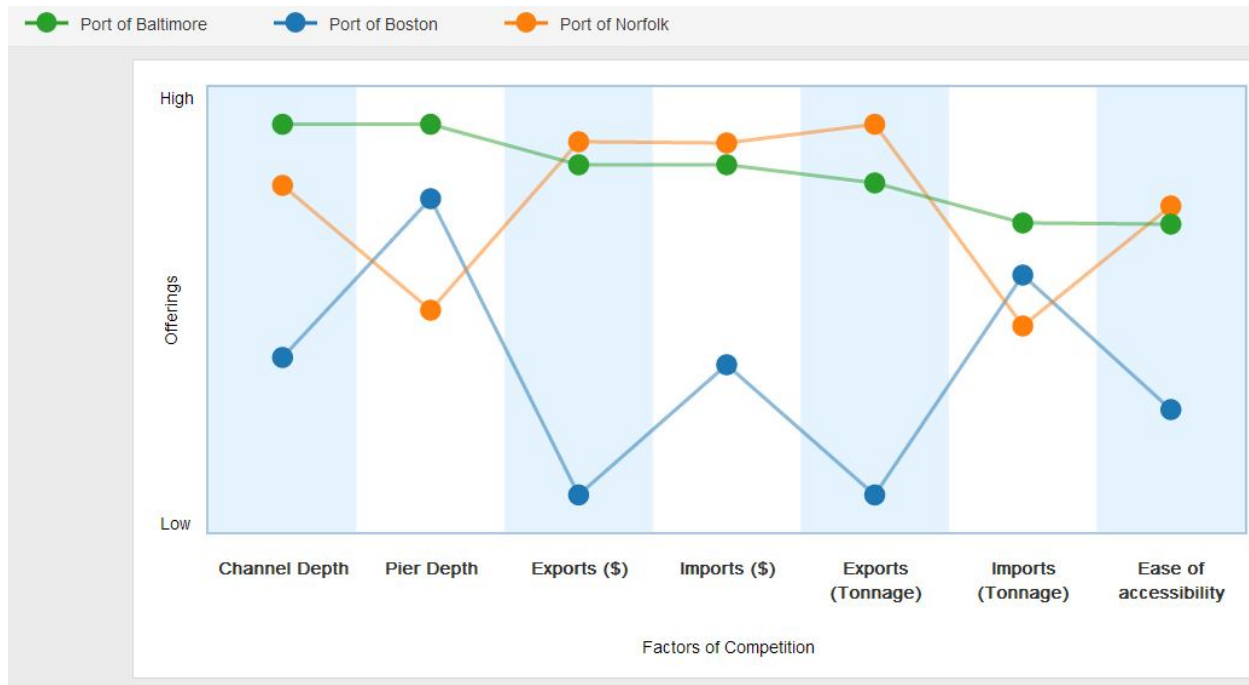 Port of Baltimore
Port of Boston
Port of Norfolk
High
Offerings
Low
Channel Depth
Pier Depth
Exports ($)
Imports ($)
Exports
(Tonnage)
Imports
(Tonnage)
Ease of
accessibility
Factors of Competition